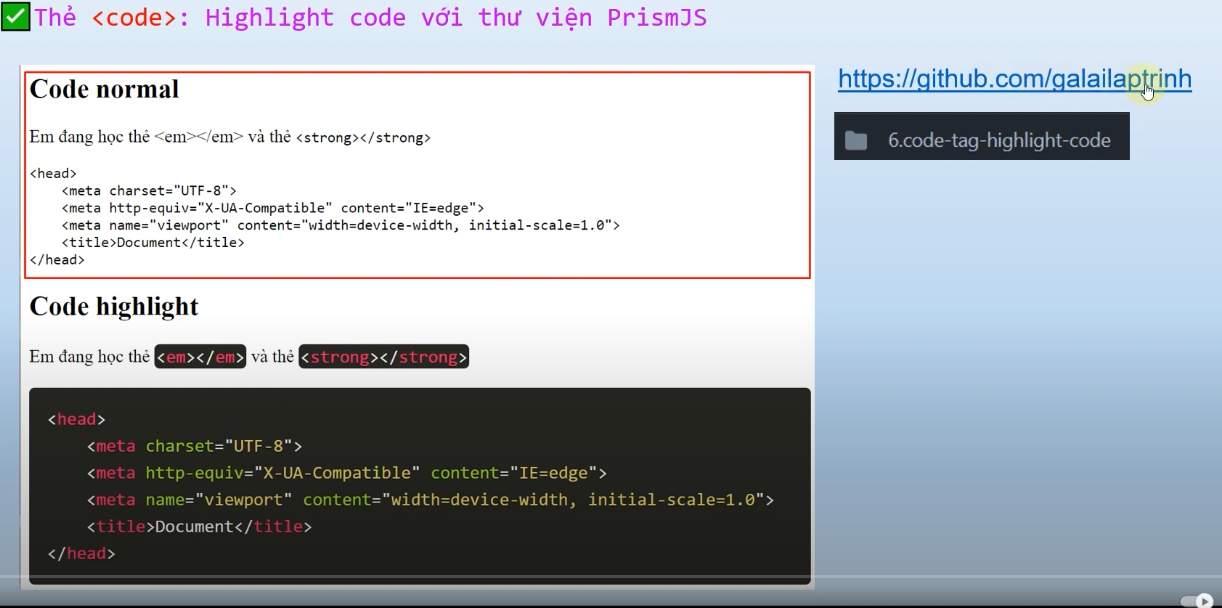 Thẻ <code>: Highlight code với thư viện PrismJS
Code normal
Em đang học thẻ <em></em> và thẻ <strong></strong>
<head>
    <meta charset="UTF-8">
    <meta http-equiv="X-UA-Compatible" content="IE=edge">
    <meta name="viewport" content="width=device-width, initial-scale=1.0">
    <title>Document</title>
</head>
Code highlight
Em đang học thẻ <em></em> và thẻ <strong></strong>
<head>
    <meta charset="UTF-8">
    <meta http-equiv="X-UA-Compatible" content="IE=edge">
    <meta name="viewport" content="width=device-width, initial-scale=1.0">
    <title>Document</title>
</head>
https://github.com/galailaptrinh
6.code-tag-highlight-code